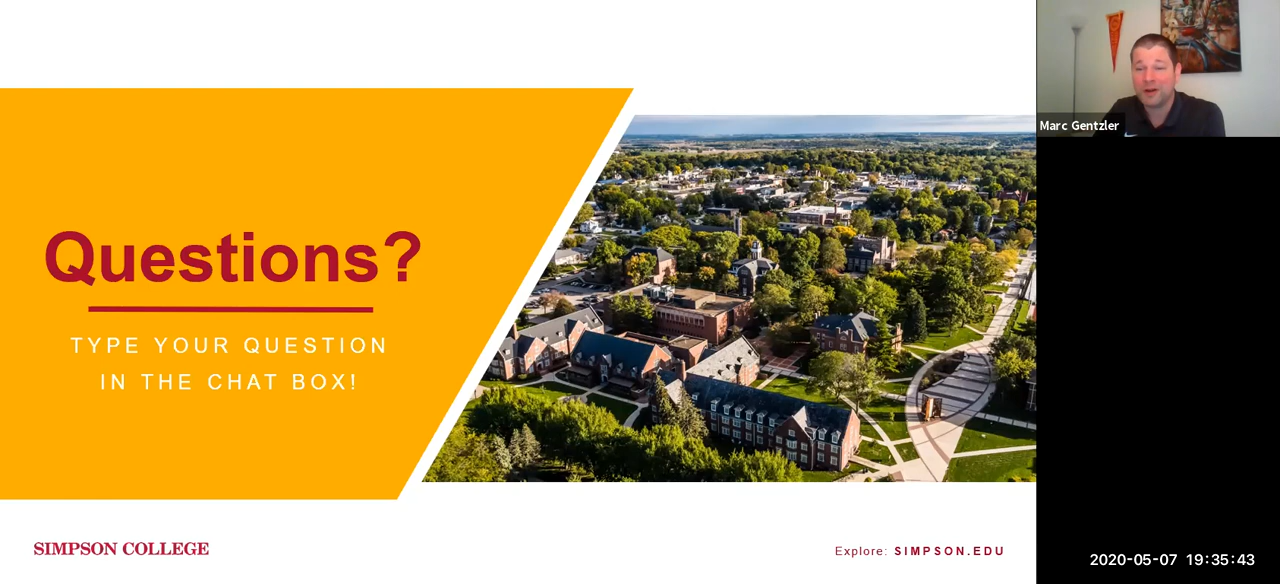 Marc Gentzler
Questions?
TYPE YOUR QUESTION
IN THE CHAT BOX!
SIMPSON COLLEGE
Explore: SIMPSON.EDU
2020-05-07 19:35:43